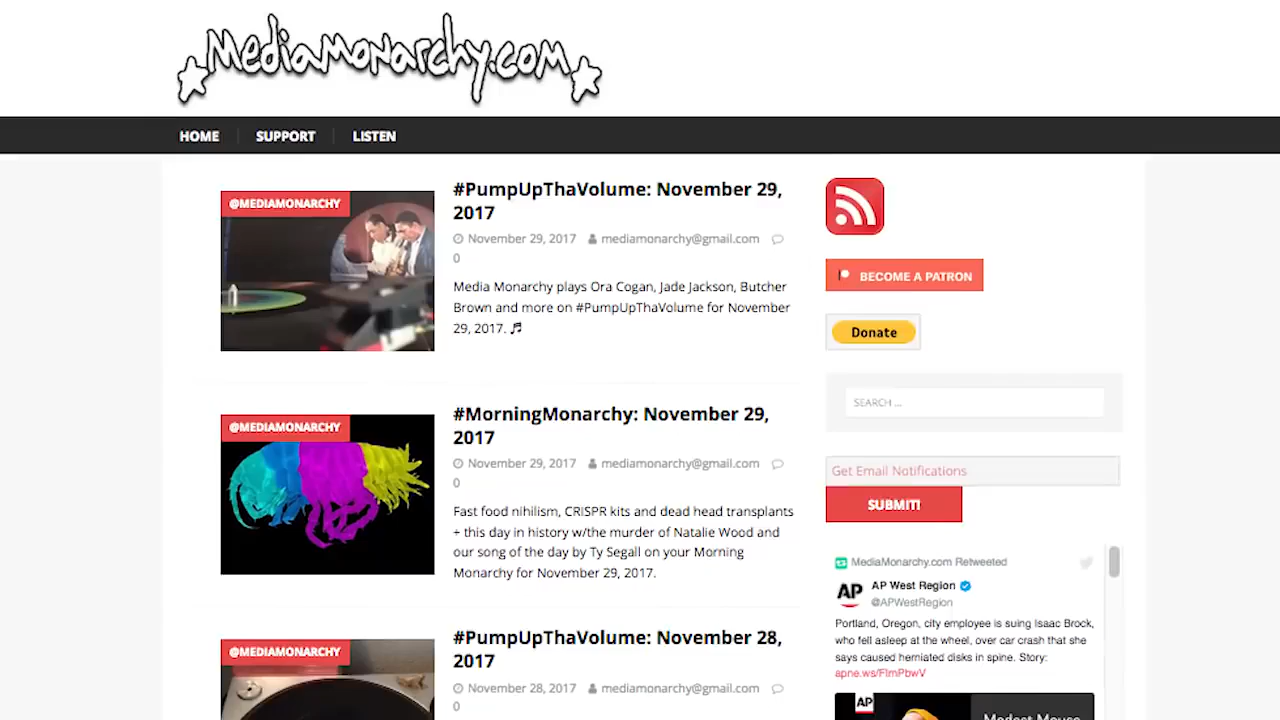 Mediamonarchy.com
HOME
SUPPORT
LISTEN
@MEDIAMONARCHY
#PumpUpThaVolume: November 29,
2017
November 29, 2017 mediamonarchy@gmail.com
0
Media Monarchy plays Ora Cogan, Jade Jackson, Butcher
Brown and more on #PumpUpThaVolume for November
29, 2017. 🎵
@MEDIAMONARCHY
#MorningMonarchy: November 29,
2017
November 29, 2017 mediamonarchy@gmail.com
0
Fast food nihilism, CRISPR kits and dead head transplants
+ this day in history w/the murder of Natalie Wood and
our song of the day by Ty Segall on your Morning
Monarchy for November 29, 2017.
@MEDIAMONARCHY
#PumpUpThaVolume: November 28,
2017
November 28, 2017 mediamonarchy@gmail.com
0
BECOME A PATRON
Donate
SEARCH ...
Get Email Notifications
SUBMIT!
MediaMonarchy.com Retweeted
AP
AP West Region
@APWestRegion
Portland, Oregon, city employee is suing Isaac Brock,
who fell asleep at the wheel, over car crash that she
says caused herniated disks in spine. Story:
apne.ws/FlmPbwV
AP
Modest Mouse